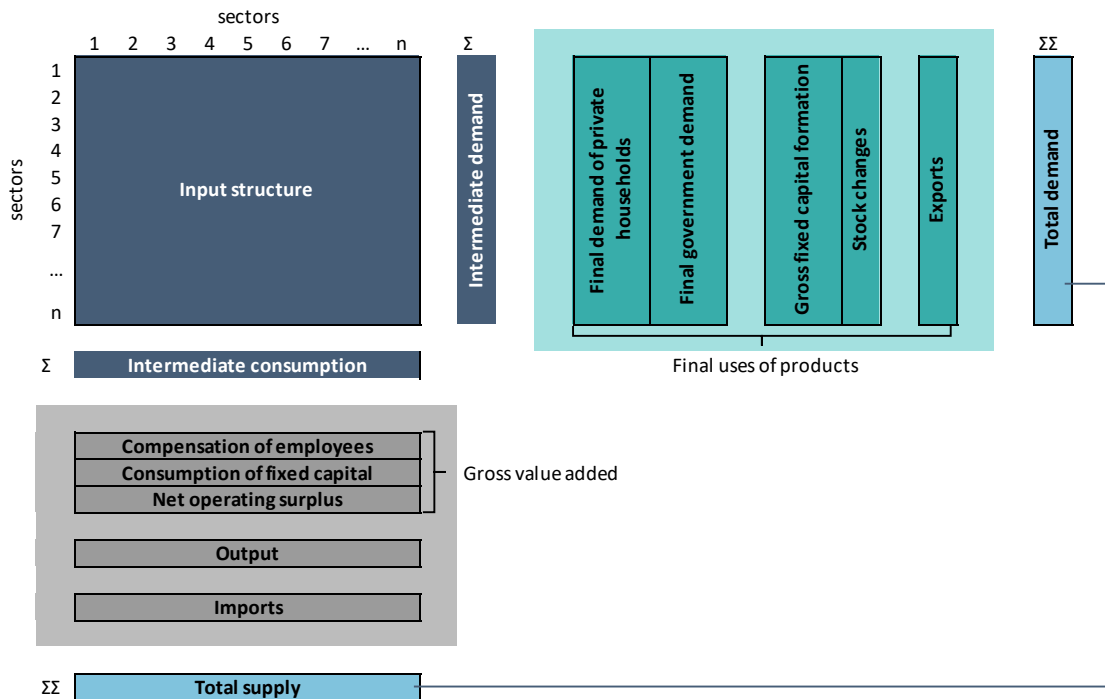 sectors
1 2 3 4 5 6 7 ... n
Σ
ΣΣ
sectors
1
2
3
4
5
6
7
...
n
Input structure
Intermediate demand
Final demand of private
households
Final government demand
Gross fixed capital formation
Stock changes
Exports
Total demand
Σ
Intermediate consumption
Final uses of products
Compensation of employees
Consumption of fixed capital
Net operating surplus
Gross value added
Output
Imports
ΣΣ
Total supply